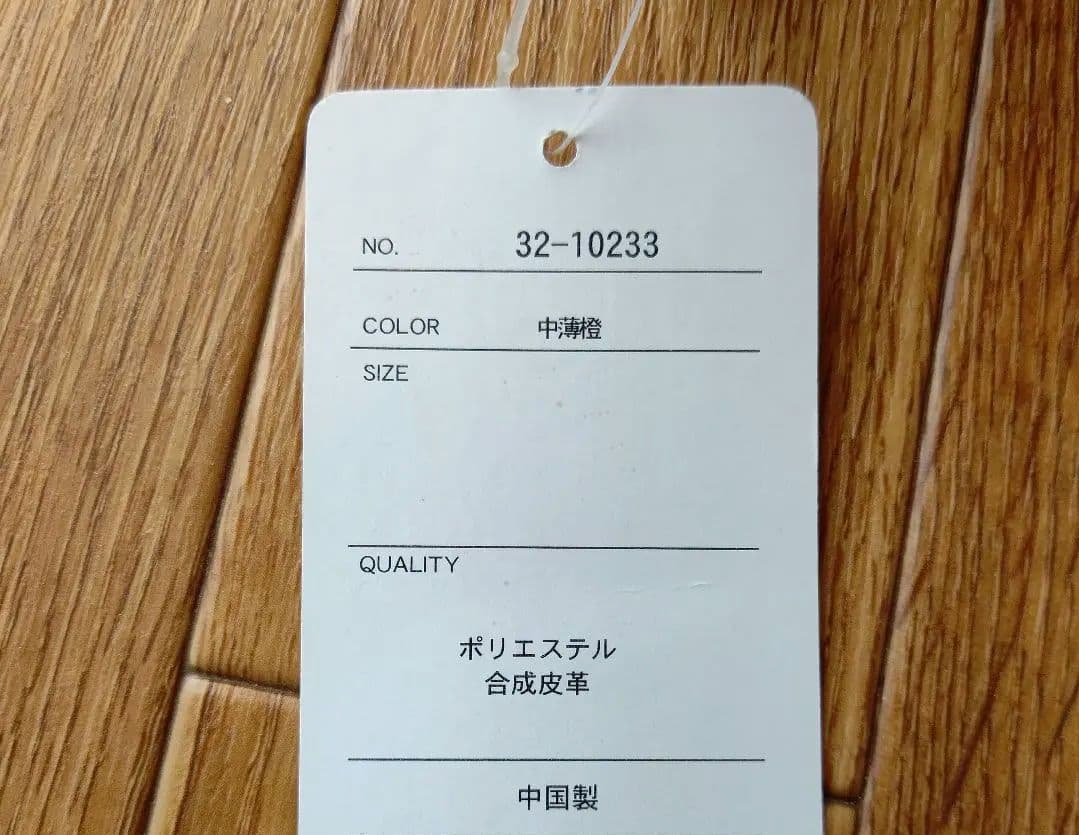 NO. 32-10233
COLOR 中薄橙
SIZE
QUALITY
ポリエステル
合成皮革
中国製